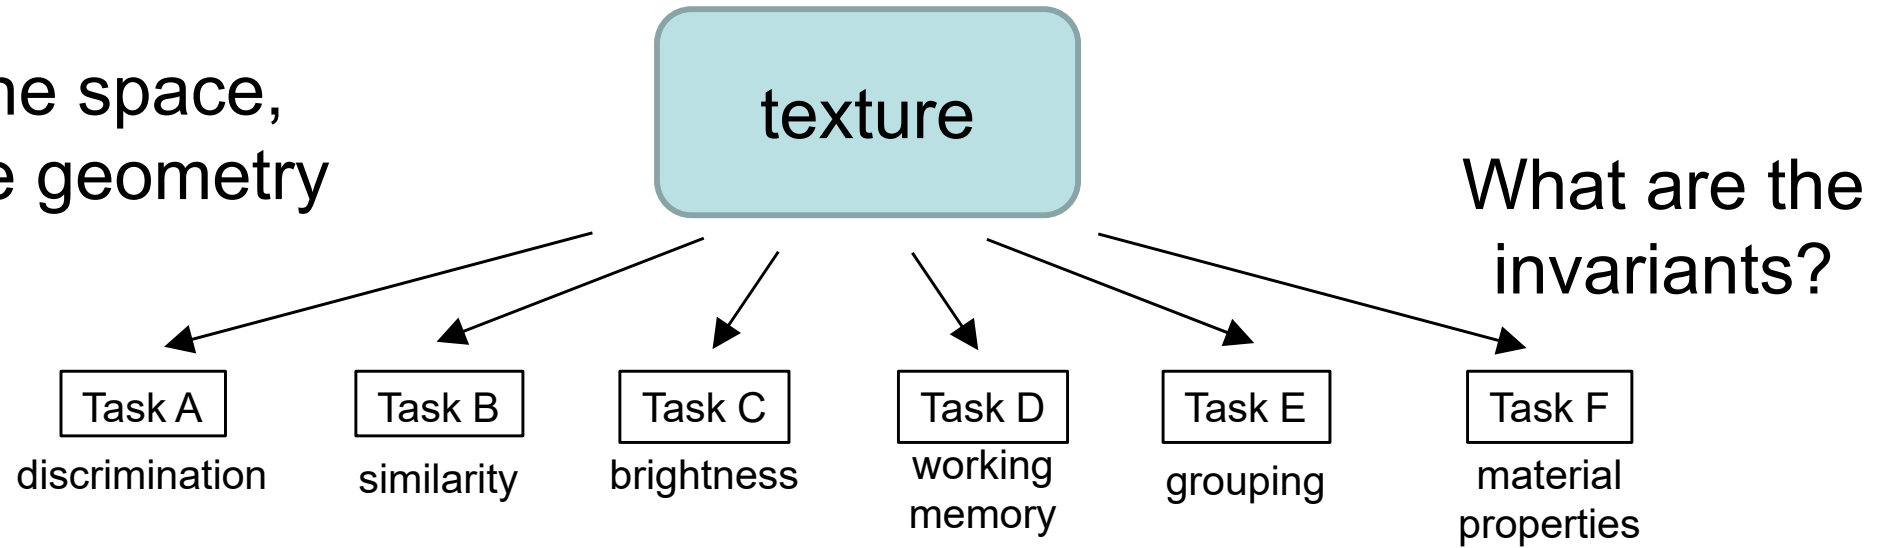 ne space,
e geometry
texture
What are the
invariants?
Task A
Task B
Task C
Task D
Task E
Task F
discrimination
similarity
brightness
working
memory
grouping
material
properties